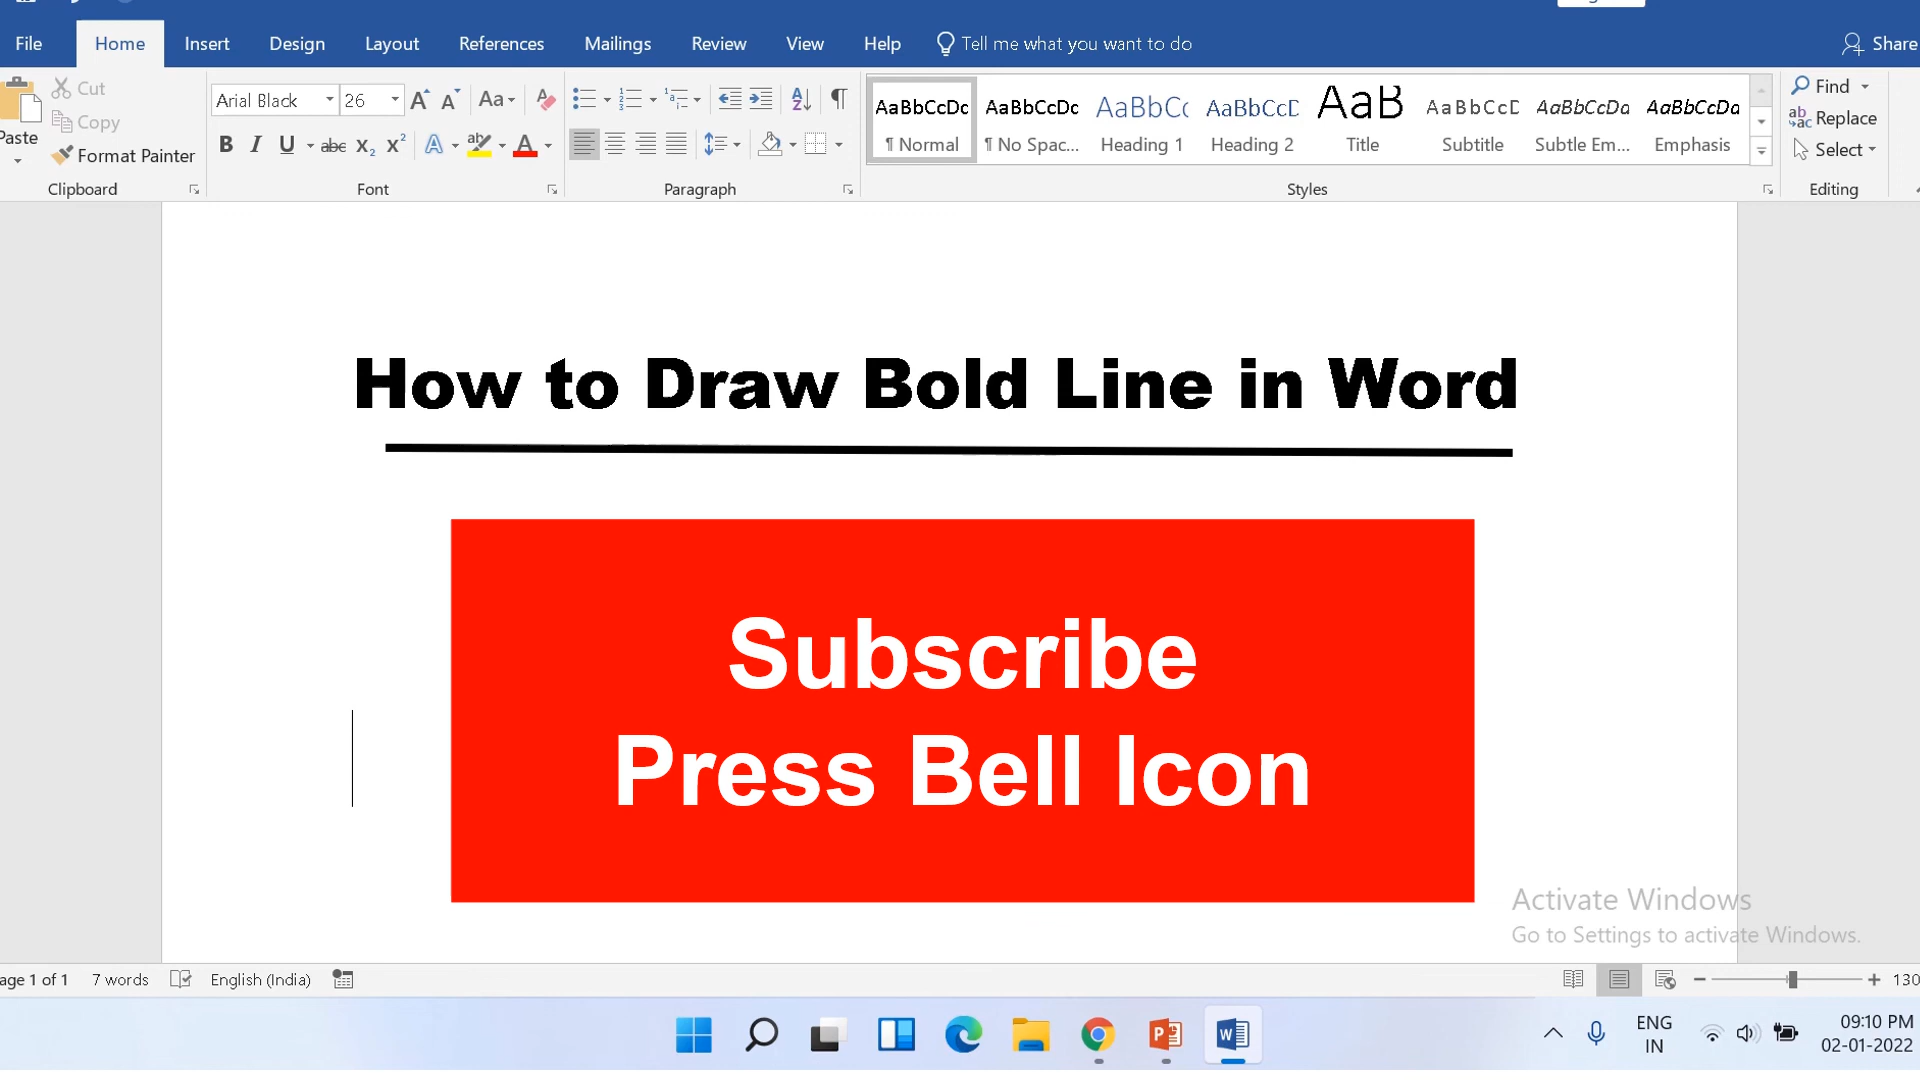 File Home Insert Design Layout References Mailings Review View Help Tell me what you want to do Share
Cut Arial Black 26 Aa AaBbCcDc AaBbCcDc AaBbCc AaBbCcD AaB AaBbCcD AaBbCcDa AaBbCcDa Find
Copy Replace
Paste Format Painter B I U abc X₂ X² A ¶ Normal ¶ No Spac... Heading 1 Heading 2 Title Subtitle Subtle Em... Emphasis Select
Clipboard Font Paragraph Styles Editing
How to Draw Bold Line in Word
Subscribe
Press Bell Icon
Activate Windows
Go to Settings to activate Windows.
age 1 of 1 7 words English (India) 130
ENG 09:10 PM
IN 02-01-2022